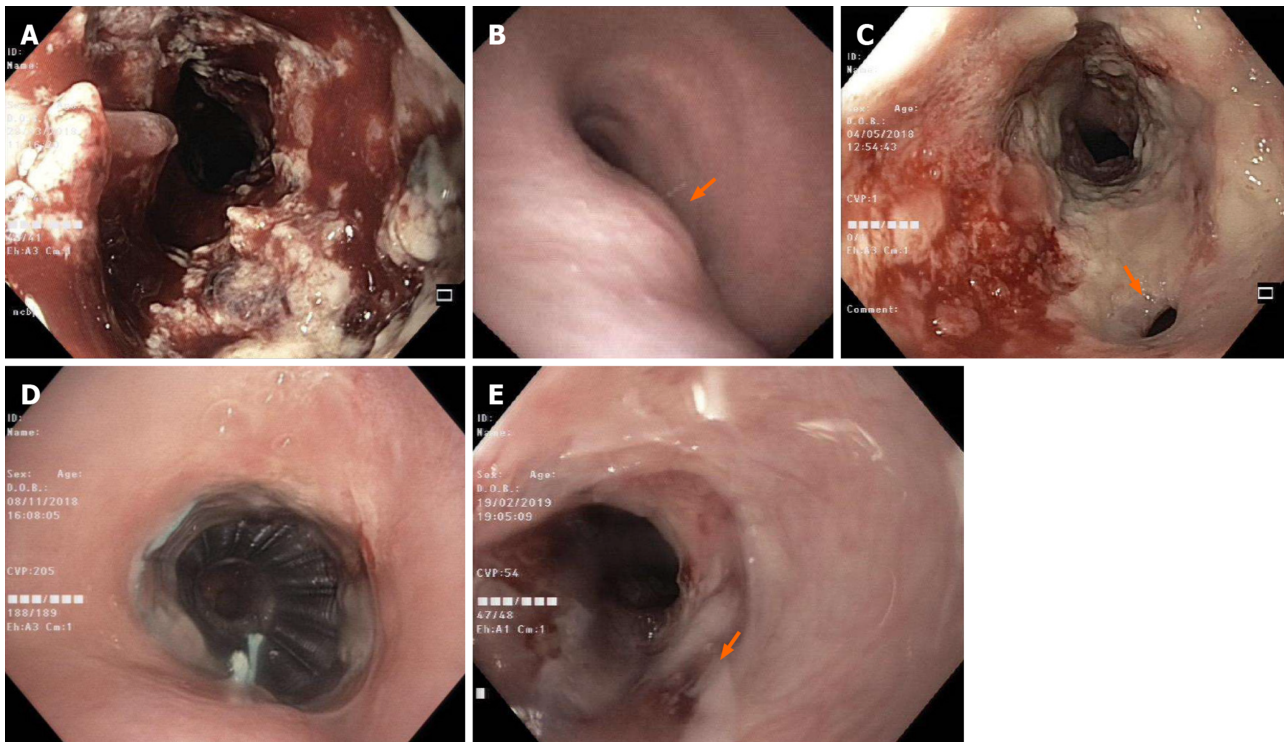 A
ID:
Name:
D.O.B.:
/41
Eh:A3 Cm:1
B
C
ID:
Name:
Sex: Age:
D.O.B.:
04/05/2018
12:54:43
CVP:1
Eh:A3 Cm:1
Comment:
D
ID:
Name:
Sex: Age:
D.O.B.:
08/11/2018
16:08:05
CVP:205
188/189
Eh:A3 Cm:1
E
ID:
Name:
Sex: Age:
D.O.B.:
19/02/2019
19:05:09
CVP:54
47/48
Eh:A1 Cm:1